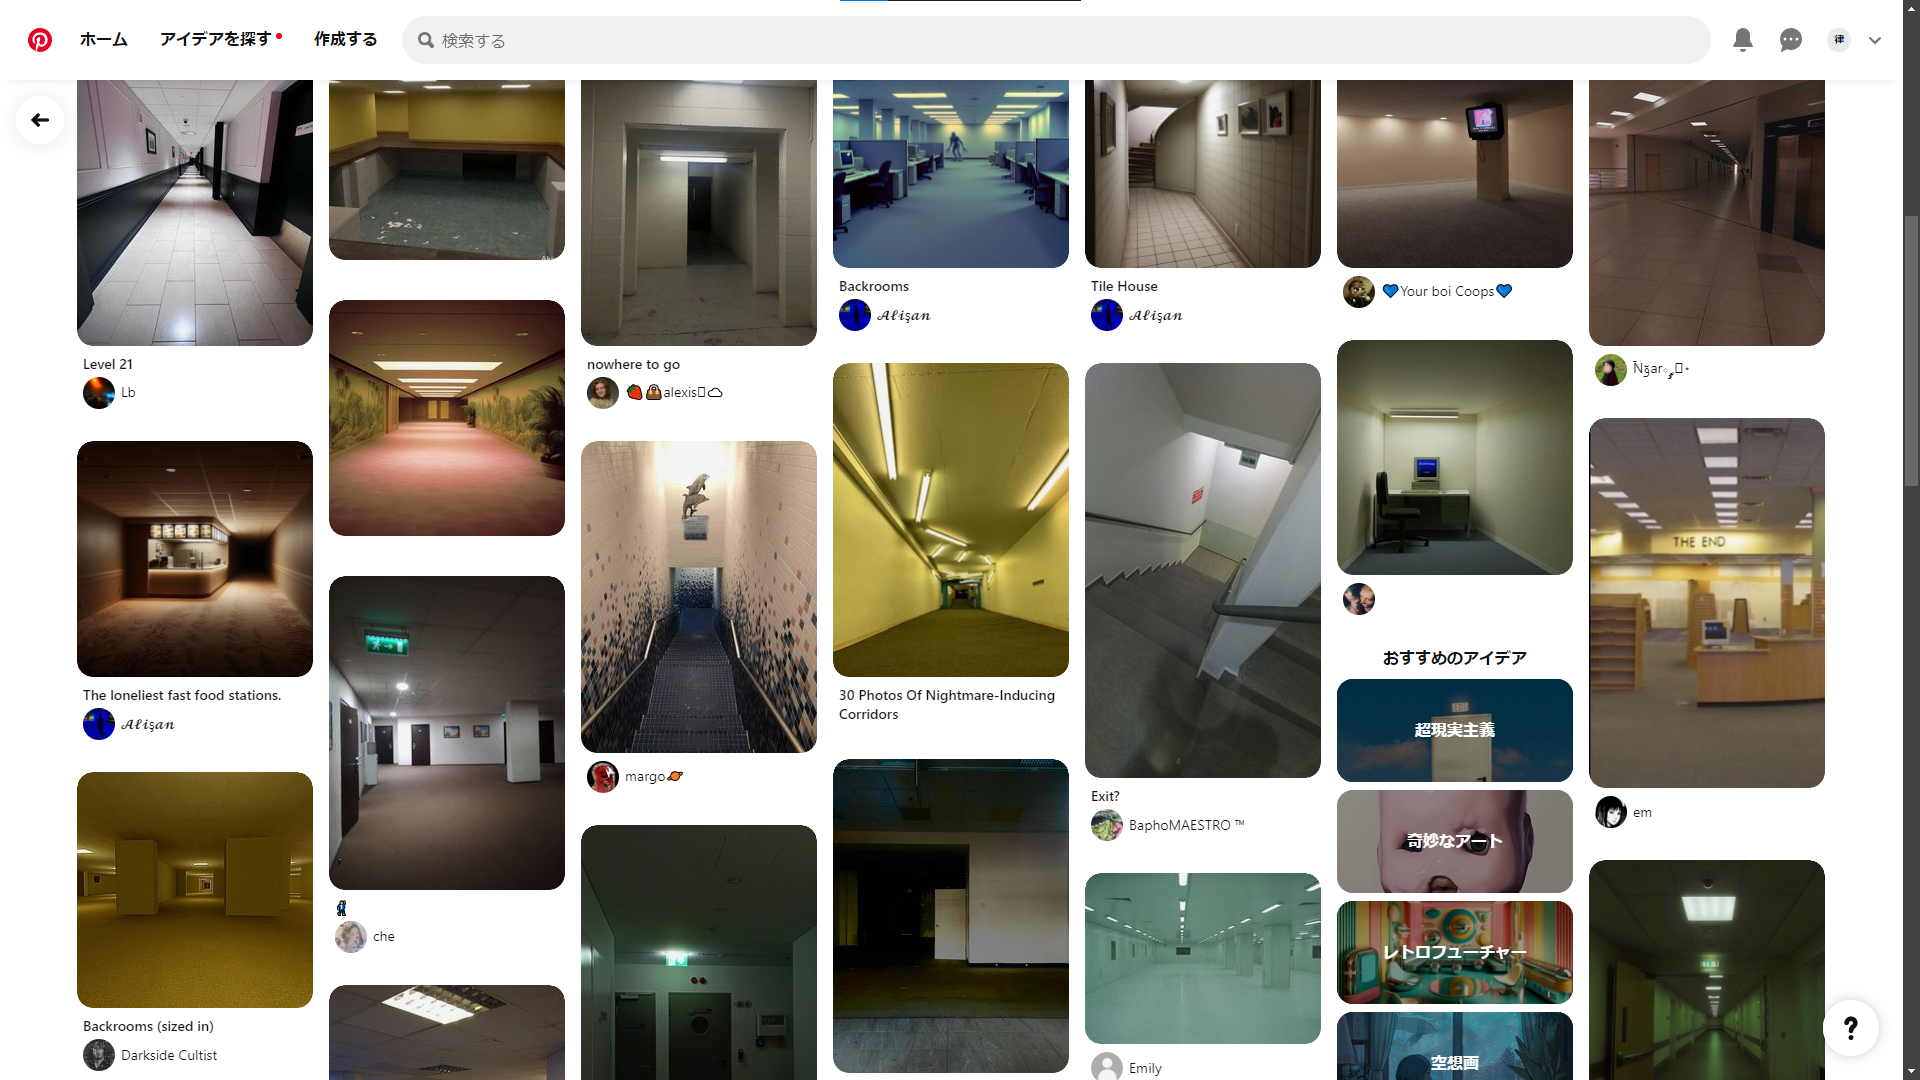 ホーム
アイデアを探す
作成する
検索する
律
Level 21
Lb
The loneliest fast food stations.
𝓐𝓵𝓲ş𝓪𝓷
Backrooms (sized in)
Darkside Cultist
che
nowhere to go
🍓👜alexis▯☁
margo🪐
Backrooms
𝓐𝓵𝓲ş𝓪𝓷
30 Photos Of Nightmare-Inducing
Corridors
Tile House
𝓐𝓵𝓲ş𝓪𝓷
Exit?
BaphoMAESTRO ™
Emily
💙Your boi Coops💙
おすすめのアイデア
超現実主義
奇妙なアート
レトロフューチャー
空想画
THE END
em
?